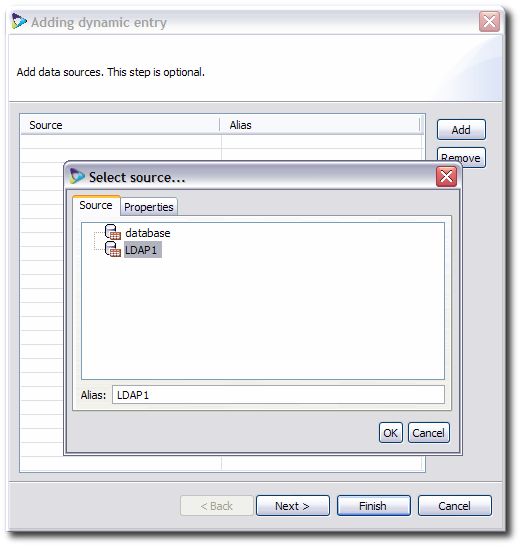 Adding dynamic entry
Add data sources. This step is optional.
Source Alias
Add
Remove
Select source...
Source Properties
database
LDAP1
Alias: LDAP1
OK Cancel
< Back Next > Finish Cancel